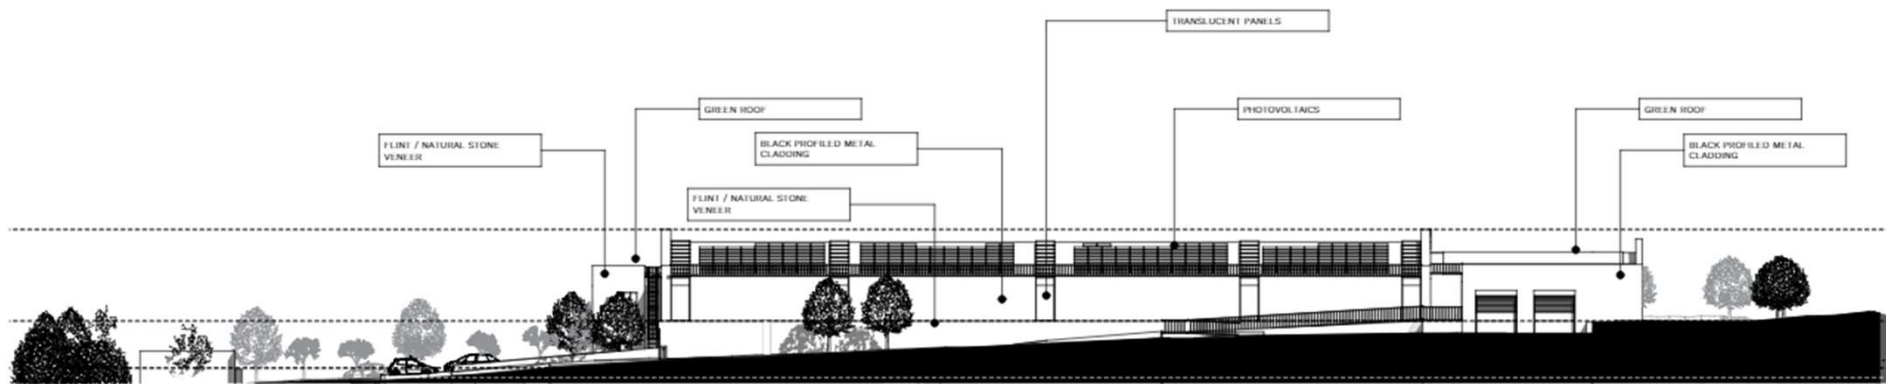 TRANSLUCENT PANELS
GREEN ROOF
PHOTOVOLTAICS
GREEN ROOF
FLINT / NATURAL STONE
VENEER
BLACK PROFILED METAL
CLADDING
BLACK PROFILED METAL
CLADDING
FLINT / NATURAL STONE
VENEER